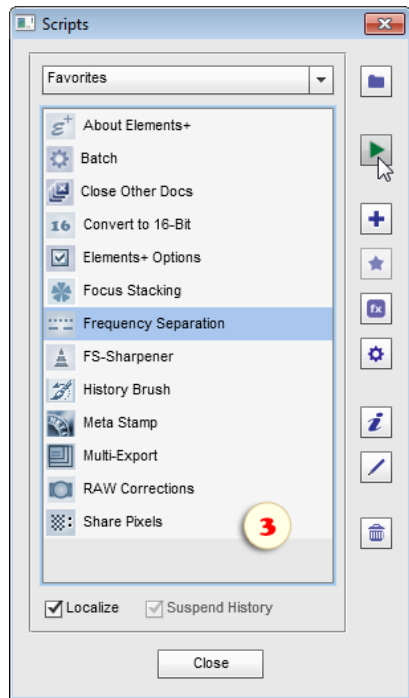 Scripts
Favorites
ε+ About Elements+
Batch
Close Other Docs
16 Convert to 16-Bit
Elements+ Options
Focus Stacking
Frequency Separation
FS-Sharpener
History Brush
Meta Stamp
Multi-Export
RAW Corrections
Share Pixels
3
Localize Suspend History
Close
fx
i